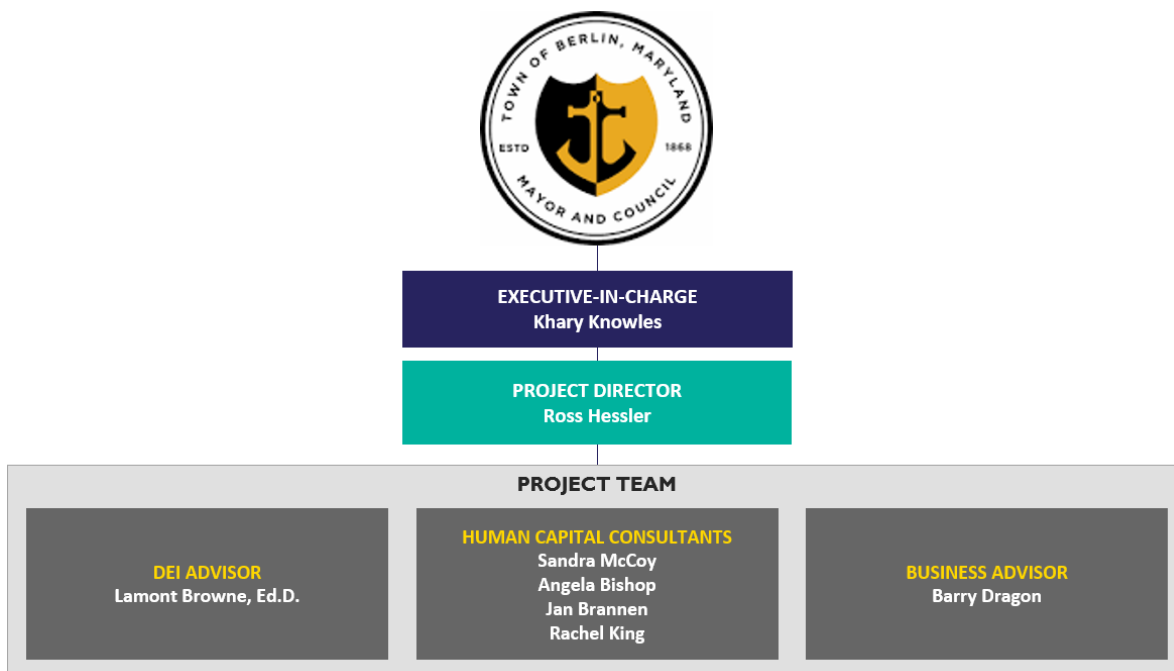 TOWN OF BERLIN, MARYLAND
ESTD 1868
MAYOR AND COUNCIL
EXECUTIVE-IN-CHARGE
Khary Knowles
PROJECT DIRECTOR
Ross Hessler
PROJECT TEAM
DEI ADVISOR
Lamont Browne, Ed.D.
HUMAN CAPITAL CONSULTANTS
Sandra McCoy
Angela Bishop
Jan Brannen
Rachel King
BUSINESS ADVISOR
Barry Dragon